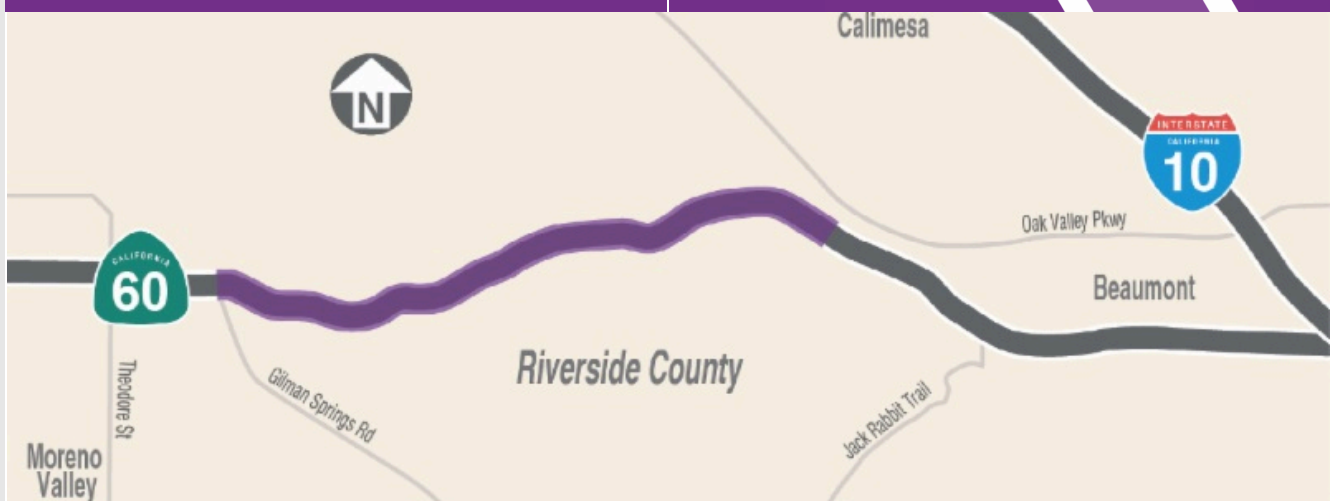 Calimesa
N
INTERSTATE
CALIFORNIA
10
Oak Valley Pkwy
CALIFORNIA
60
Beaumont
Riverside County
Theodore St
Gilman Springs Rd
Jack Rabbit Trail
Moreno
Valley